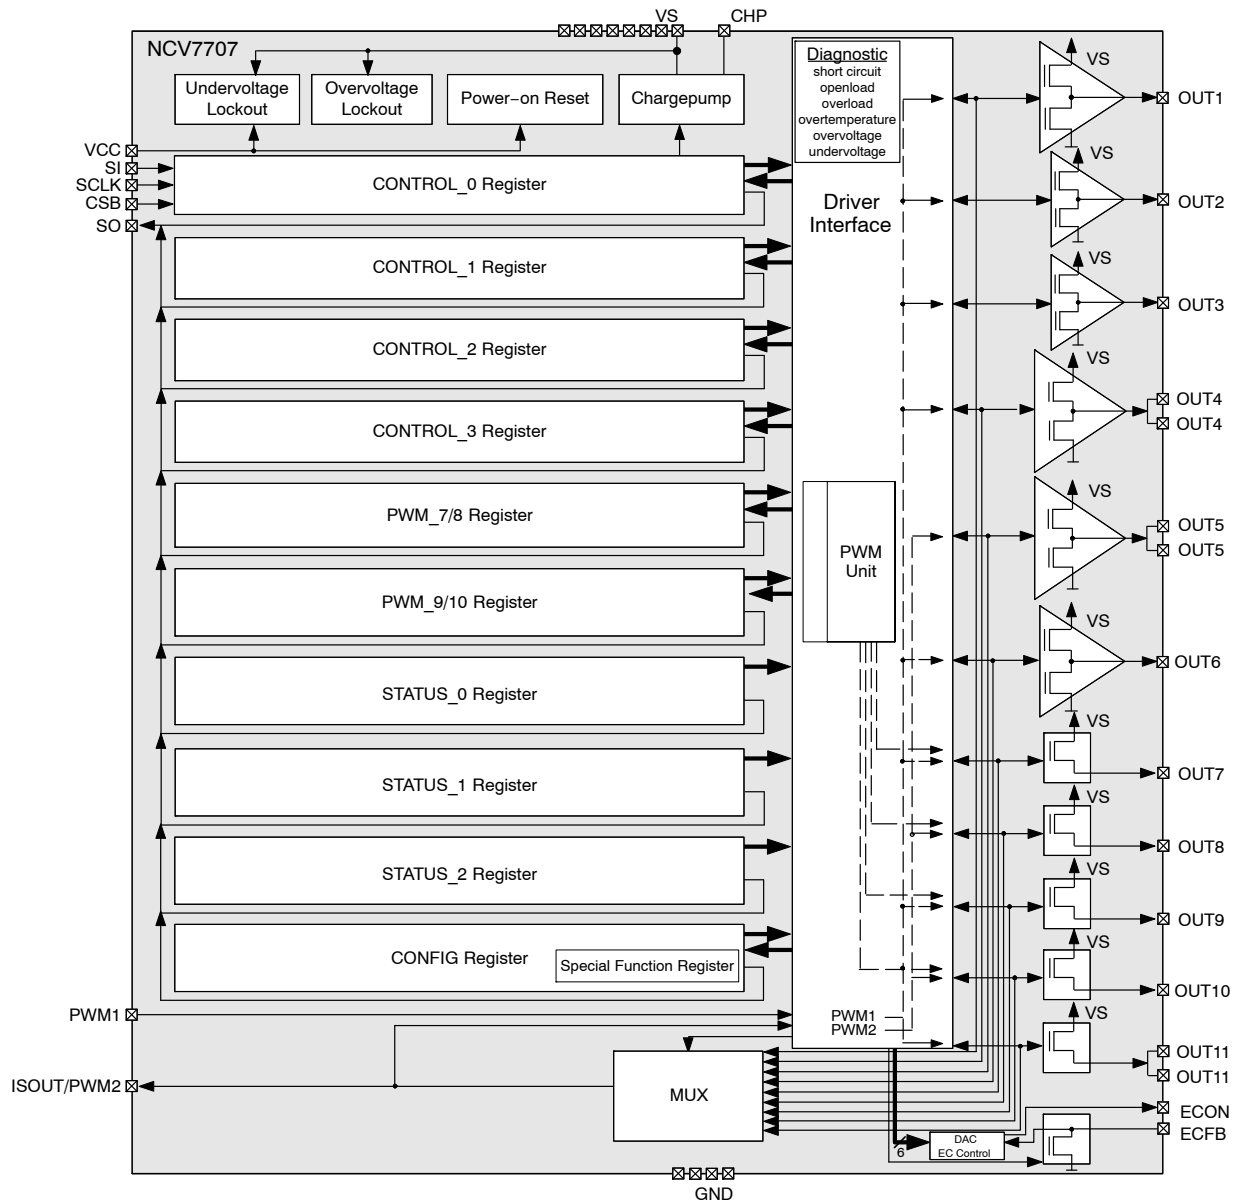 VS
CHP
NCV7707
Undervoltage
Lockout
Overvoltage
Lockout
Power−on Reset
Chargepump
Diagnostic
short circuit
openload
overload
overtemperature
overvoltage
undervoltage
VS
OUT1
VCC
SI
SCLK
CSB
SO
CONTROL_0 Register
Driver
Interface
VS
OUT2
CONTROL_1 Register
VS
OUT3
CONTROL_2 Register
VS
OUT4
OUT4
CONTROL_3 Register
PWM_7/8 Register
VS
OUT5
OUT5
PWM
Unit
PWM_9/10 Register
VS
OUT6
STATUS_0 Register
VS
OUT7
STATUS_1 Register
VS
OUT8
STATUS_2 Register
VS
OUT9
CONFIG Register
Special Function Register
VS
OUT10
PWM1
PWM1
PWM2
VS
OUT11
OUT11
ISOUT/PWM2
MUX
6
DAC
EC Control
ECON
ECFB
GND